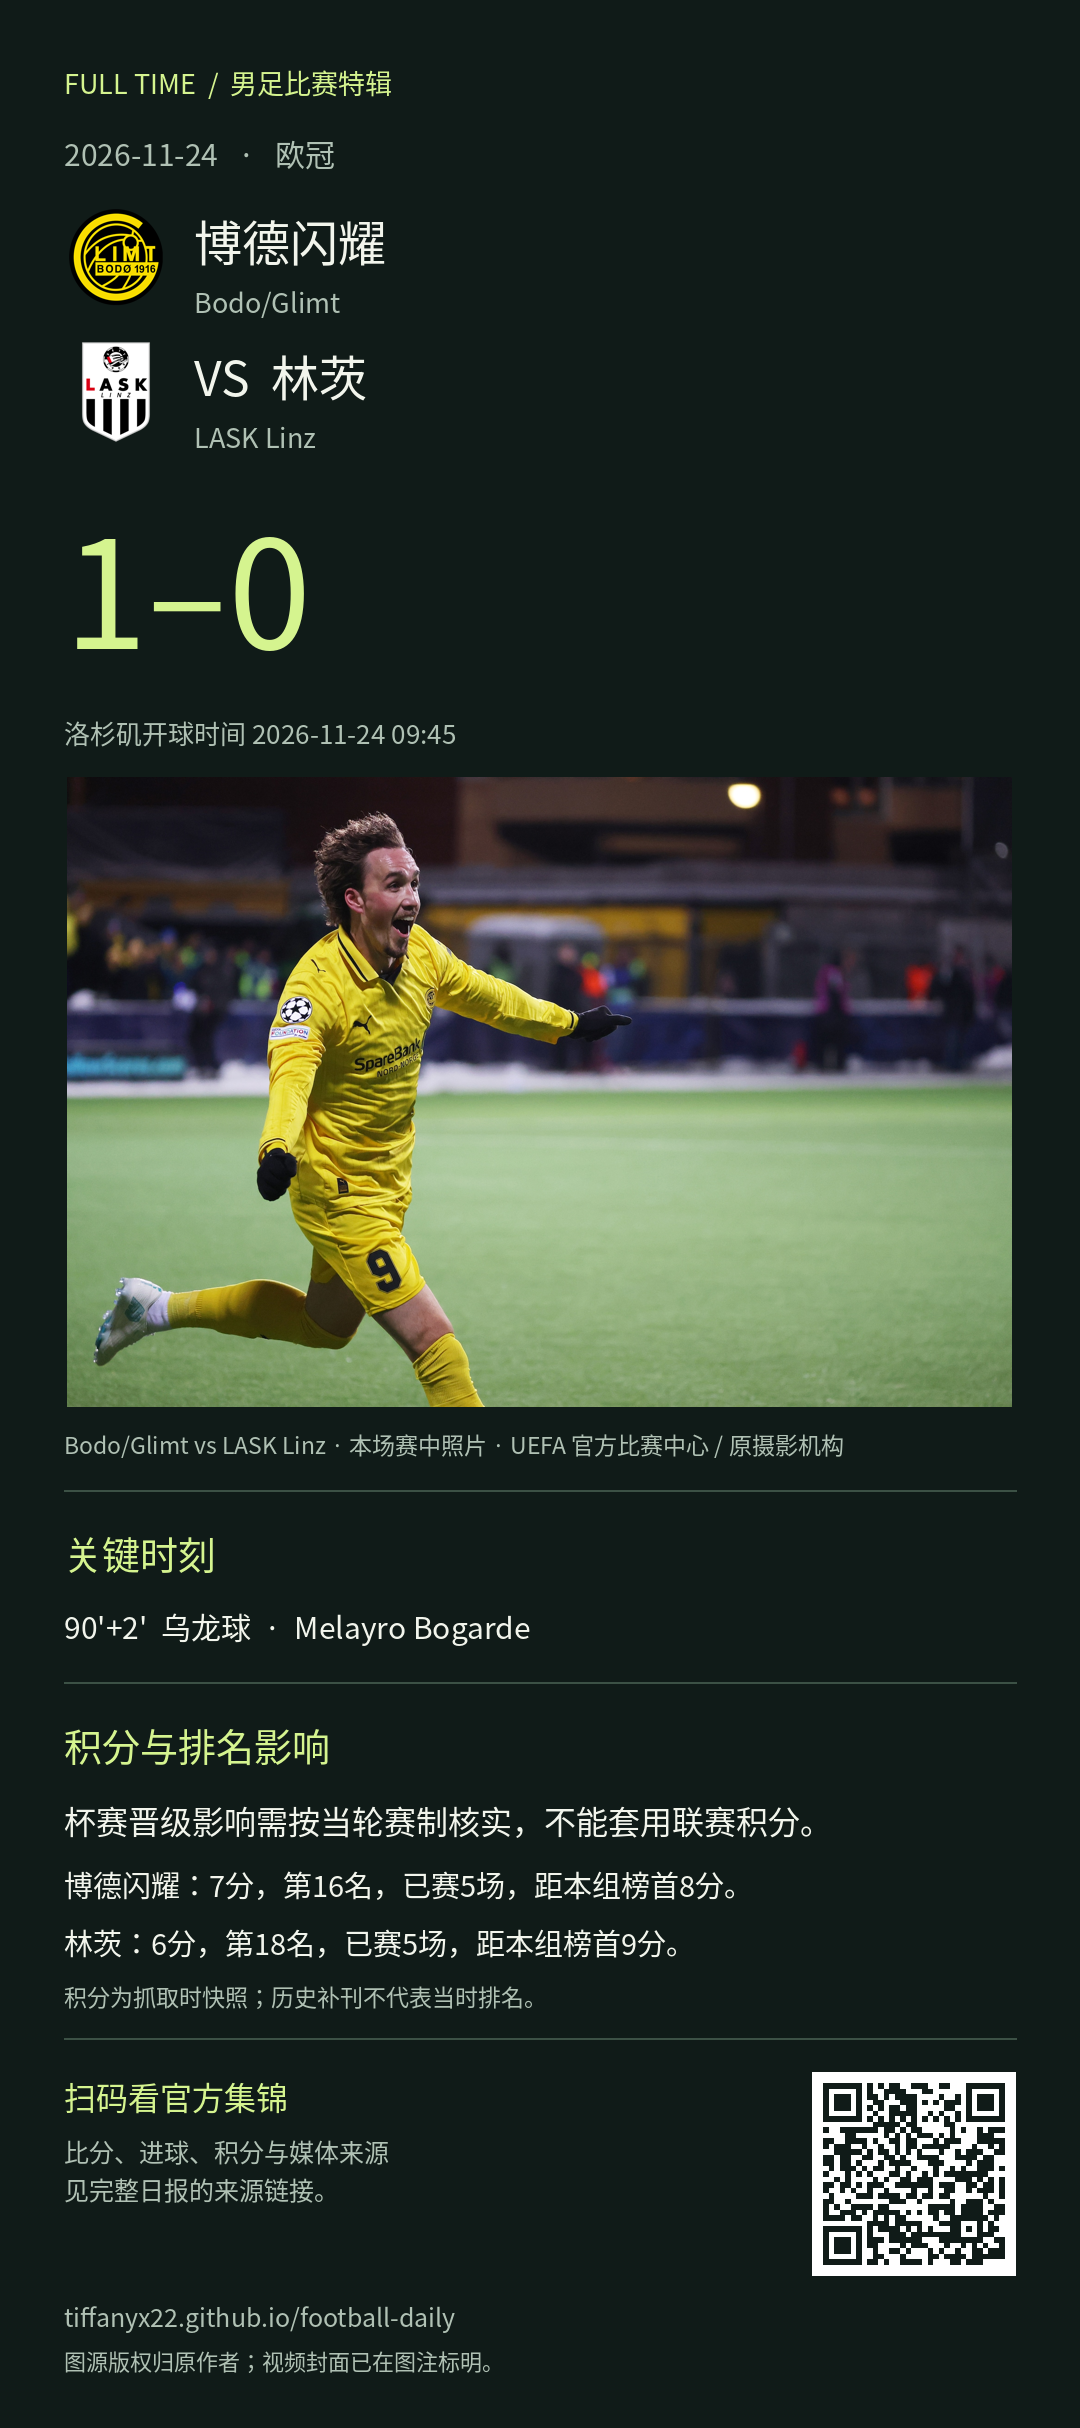 FULL TIME / 男足比赛特辑
2026-11-24 · 欧冠
LIMT
BODØ 1916
博德闪耀
Bodo/Glimt
LASK
LINZ
VS 林茨
LASK Linz
1–0
洛杉矶开球时间 2026-11-24 09:45
FOUNDATION
SpareBank
NORD-NORGE
9
Bodo/Glimt vs LASK Linz · 本场赛中照片 · UEFA 官方比赛中心 / 原摄影机构
关键时刻
90'+2' 乌龙球 · Melayro Bogarde
积分与排名影响
杯赛晋级影响需按当轮赛制核实，不能套用联赛积分。
博德闪耀：7分，第16名，已赛5场，距本组榜首8分。
林茨：6分，第18名，已赛5场，距本组榜首9分。
积分为抓取时快照；历史补刊不代表当时排名。
扫码看官方集锦
比分、进球、积分与媒体来源
见完整日报的来源链接。
tiffanyx22.github.io/football-daily
图源版权归原作者；视频封面已在图注标明。